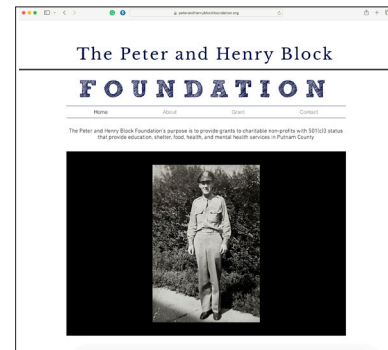 peterandhenryblockfoundation.org
The Peter and Henry Block
FOUNDATION
Home About Grant Contact
The Peter and Henry Block Foundation's purpose is to provide grants to charitable non-profits with 501(c)3 status
that provide education, shelter, food, health, and mental health services in Putnam County